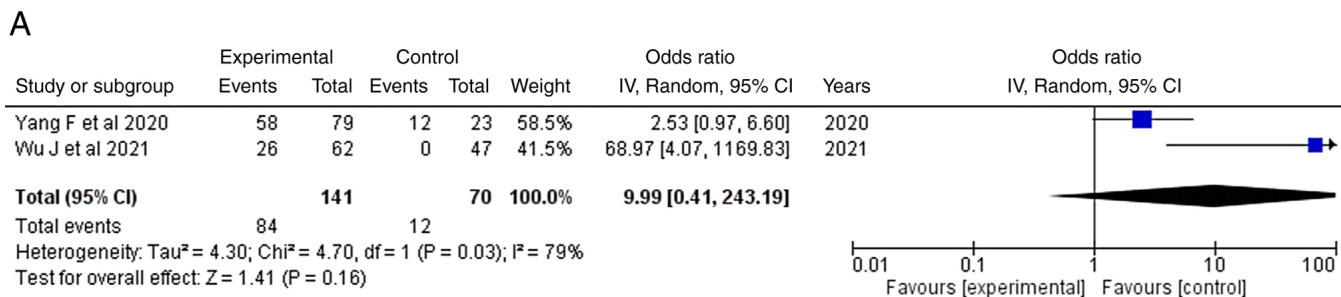 A
Experimental Control Odds ratio Odds ratio
Study or subgroup Events Total Events Total Weight IV, Random, 95% CI Years IV, Random, 95% CI
Yang F et al 2020 58 79 12 23 58.5% 2.53 [0.97, 6.60] 2020
Wu J et al 2021 26 62 0 47 41.5% 68.97 [4.07, 1169.83] 2021
Total (95% CI) 141 70 100.0% 9.99 [0.41, 243.19]
Total events 84 12
Heterogeneity: Tau² = 4.30; Chi² = 4.70, df = 1 (P = 0.03); I² = 79%
Test for overall effect: Z = 1.41 (P = 0.16)
0.01 0.1 1 10 100
Favours [experimental] Favours [control]